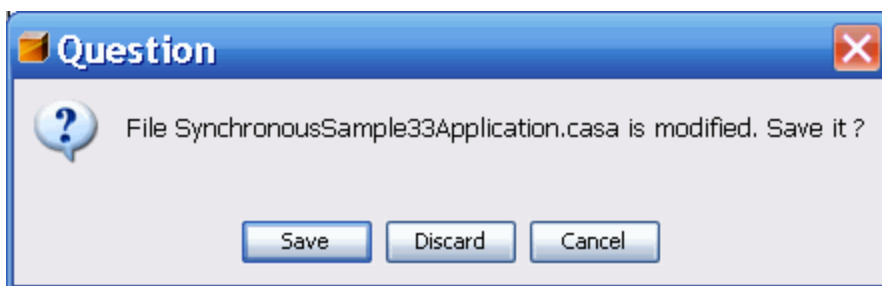 Question
File SynchronousSample33Application.casa is modified. Save it ?
Save
Discard
Cancel